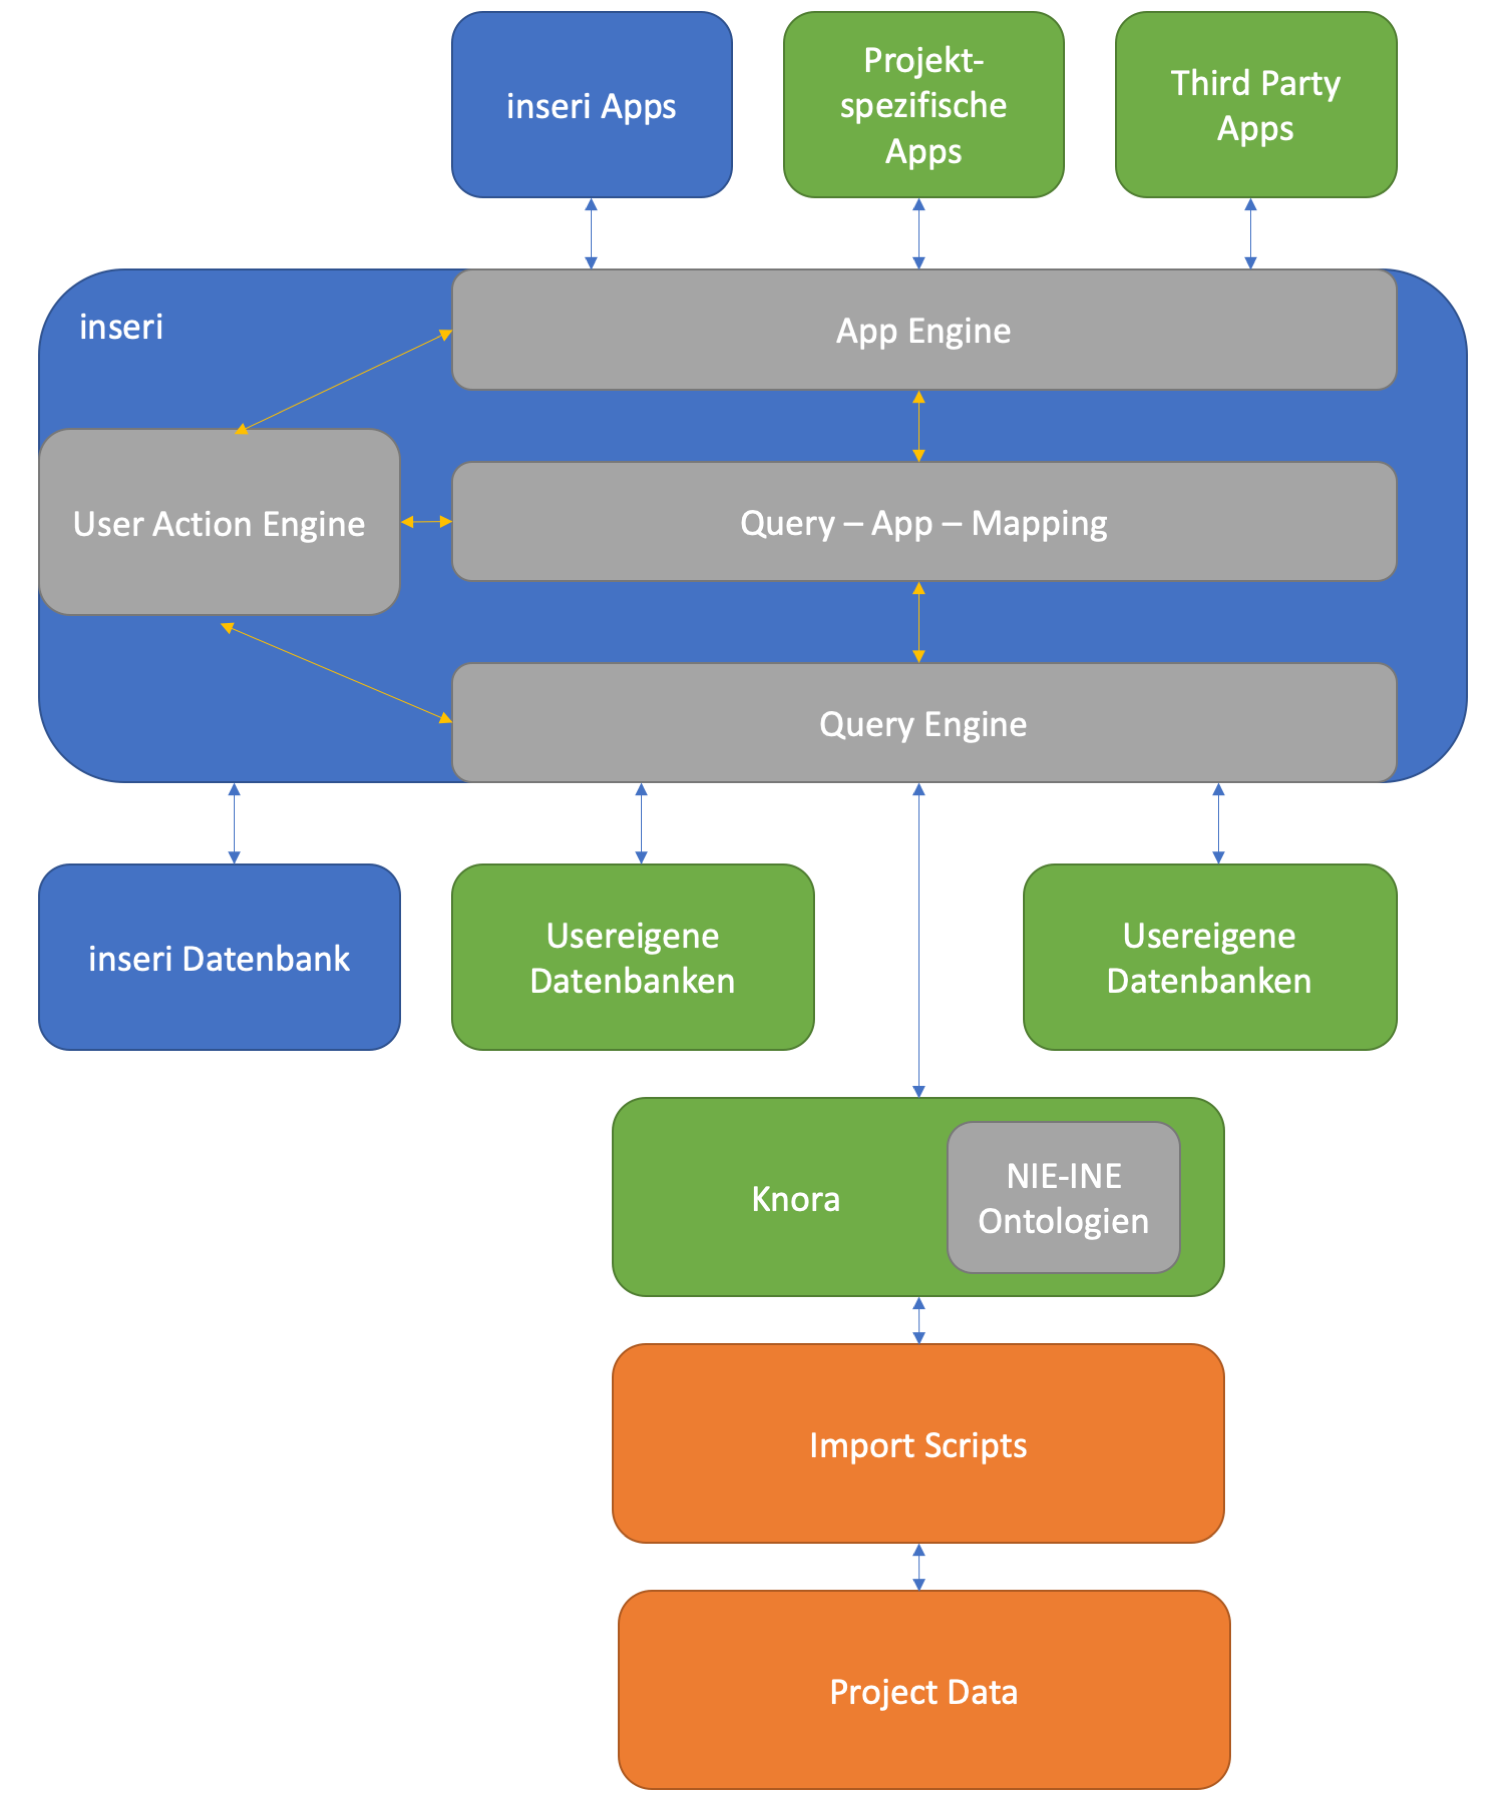 inseri Apps
Projekt-
spezifische
Apps
Third Party
Apps
inseri
App Engine
User Action Engine
Query – App – Mapping
Query Engine
inseri Datenbank
Usereigene
Datenbanken
Usereigene
Datenbanken
Knora
NIE-INE
Ontologien
Import Scripts
Project Data